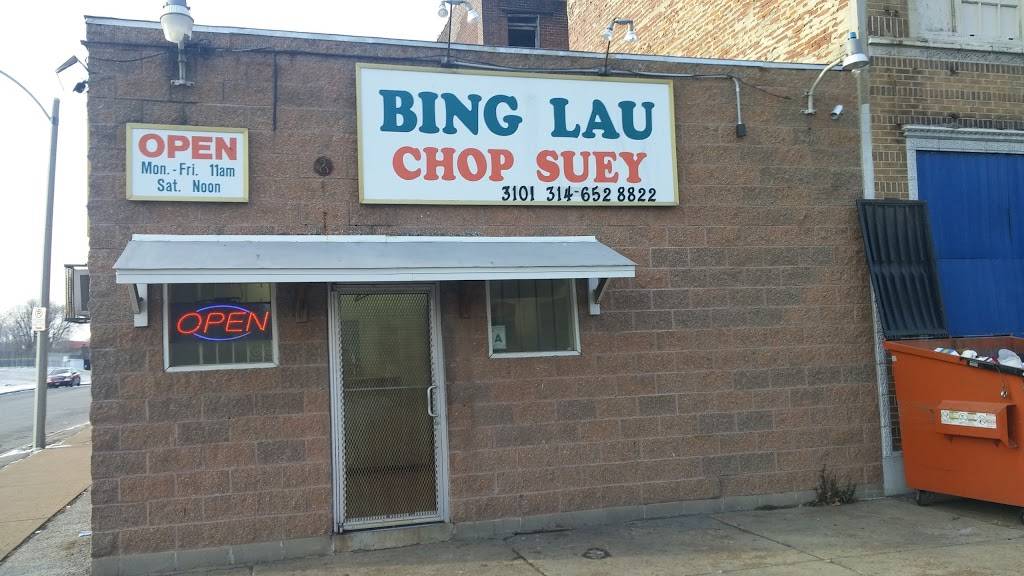 OPEN
Mon.-Fri. 11am
Sat. Noon
BING LAU
CHOP SUEY
3101 314-652 8822
OPEN
A